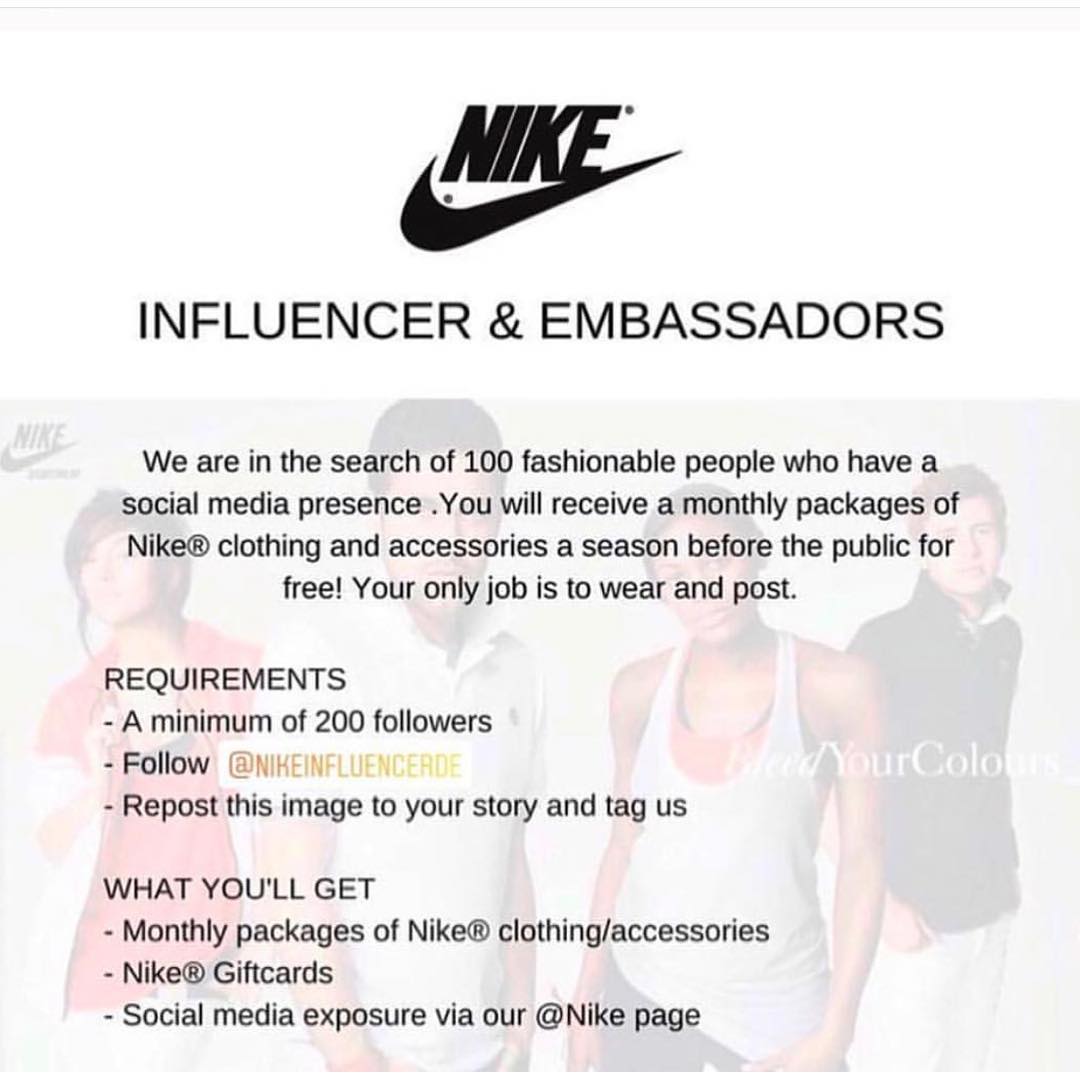 NIKE
INFLUENCER & EMBASSADORS
NIKE
We are in the search of 100 fashionable people who have a
social media presence .You will receive a monthly packages of
Nike® clothing and accessories a season before the public for
free! Your only job is to wear and post.
REQUIREMENTS
- A minimum of 200 followers
- Follow @NIKEINFLUENCERDE
BleedYourColours
- Repost this image to your story and tag us
WHAT YOU'LL GET
- Monthly packages of Nike® clothing/accessories
- Nike® Giftcards
- Social media exposure via our @Nike page